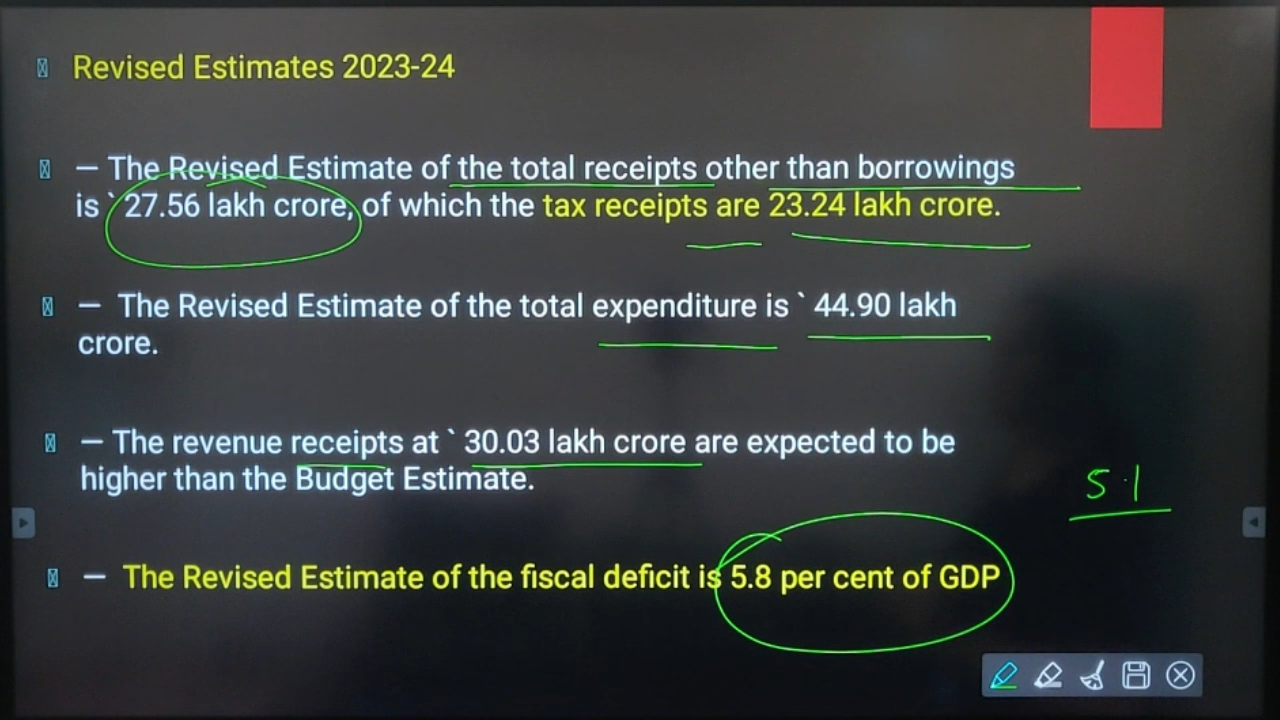 Revised Estimates 2023-24
— The Revised Estimate of the total receipts other than borrowings
is ` 27.56 lakh crore, of which the tax receipts are 23.24 lakh crore.
— The Revised Estimate of the total expenditure is ` 44.90 lakh
crore.
— The revenue receipts at ` 30.03 lakh crore are expected to be
higher than the Budget Estimate.
5.1
— The Revised Estimate of the fiscal deficit is 5.8 per cent of GDP